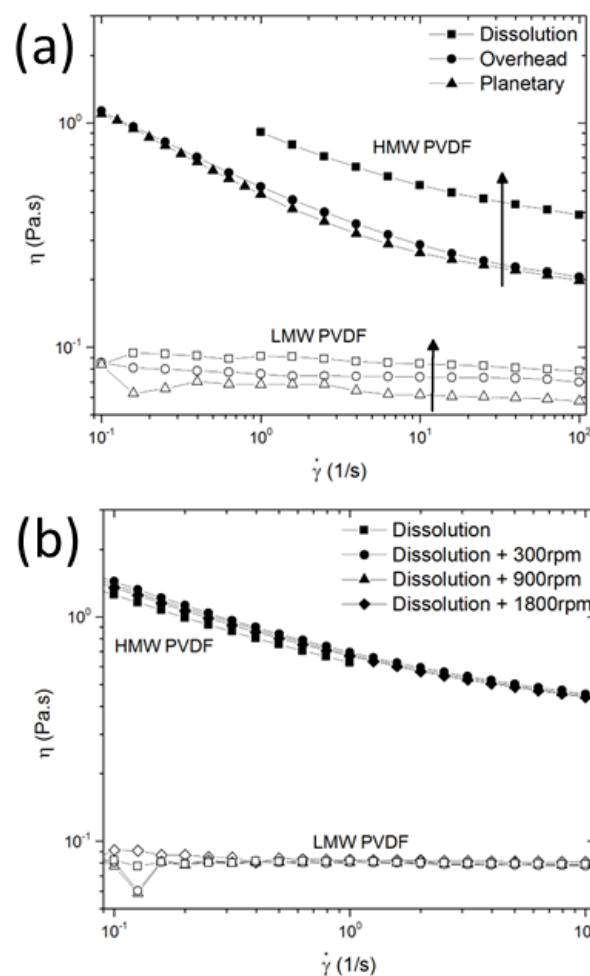 (a)
Dissolution
Overhead
Planetary
HMW PVDF
LMW PVDF
η (Pa.s)
10⁰
10⁻¹
10⁻¹
10⁰
10¹
10²
γ̇ (1/s)
(b)
Dissolution
Dissolution + 300rpm
Dissolution + 900rpm
Dissolution + 1800rpm
HMW PVDF
LMW PVDF
η (Pa.s)
10⁰
10⁻¹
10⁻¹
10⁰
γ̇ (1/s)